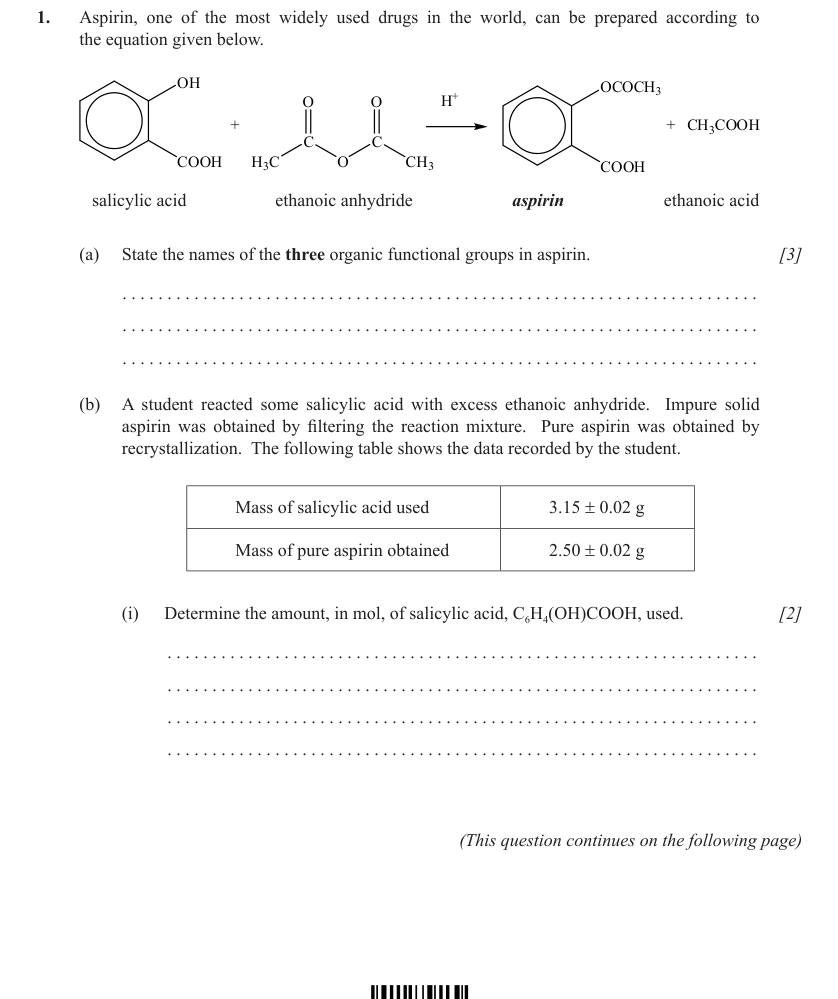 1. Aspirin, one of the most widely used drugs in the world, can be prepared according to
the equation given below.
OH
COOH
+
O
O
C
C
H₃C
O
CH₃
H⁺
OCOCH₃
COOH
+ CH₃COOH
salicylic acid
ethanoic anhydride
aspirin
ethanoic acid
(a) State the names of the three organic functional groups in aspirin. [3]
(b) A student reacted some salicylic acid with excess ethanoic anhydride. Impure solid
aspirin was obtained by filtering the reaction mixture. Pure aspirin was obtained by
recrystallization. The following table shows the data recorded by the student.
Mass of salicylic acid used 3.15 ± 0.02 g
Mass of pure aspirin obtained 2.50 ± 0.02 g
(i) Determine the amount, in mol, of salicylic acid, C₆H₄(OH)COOH, used. [2]
(This question continues on the following page)